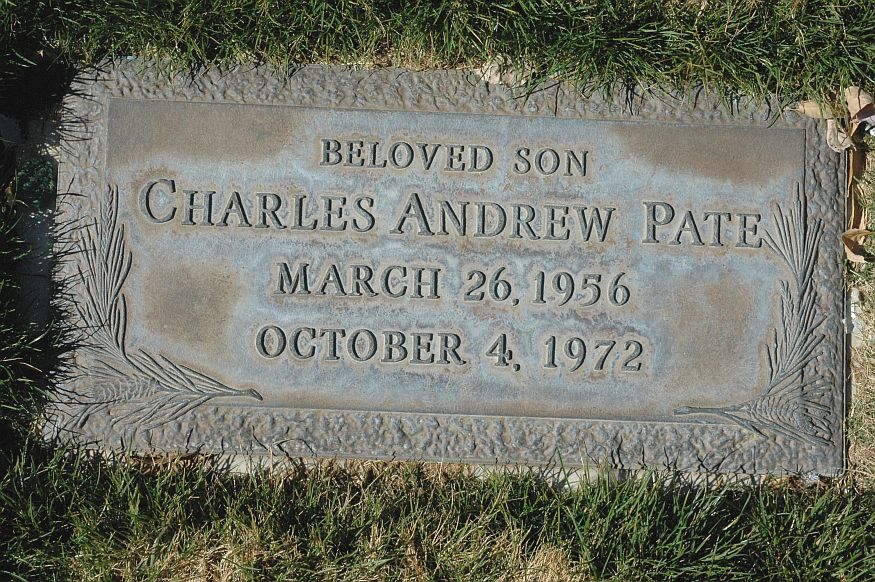 BELOVED SON
CHARLES ANDREW PATE
MARCH 26, 1956
OCTOBER 4, 1972